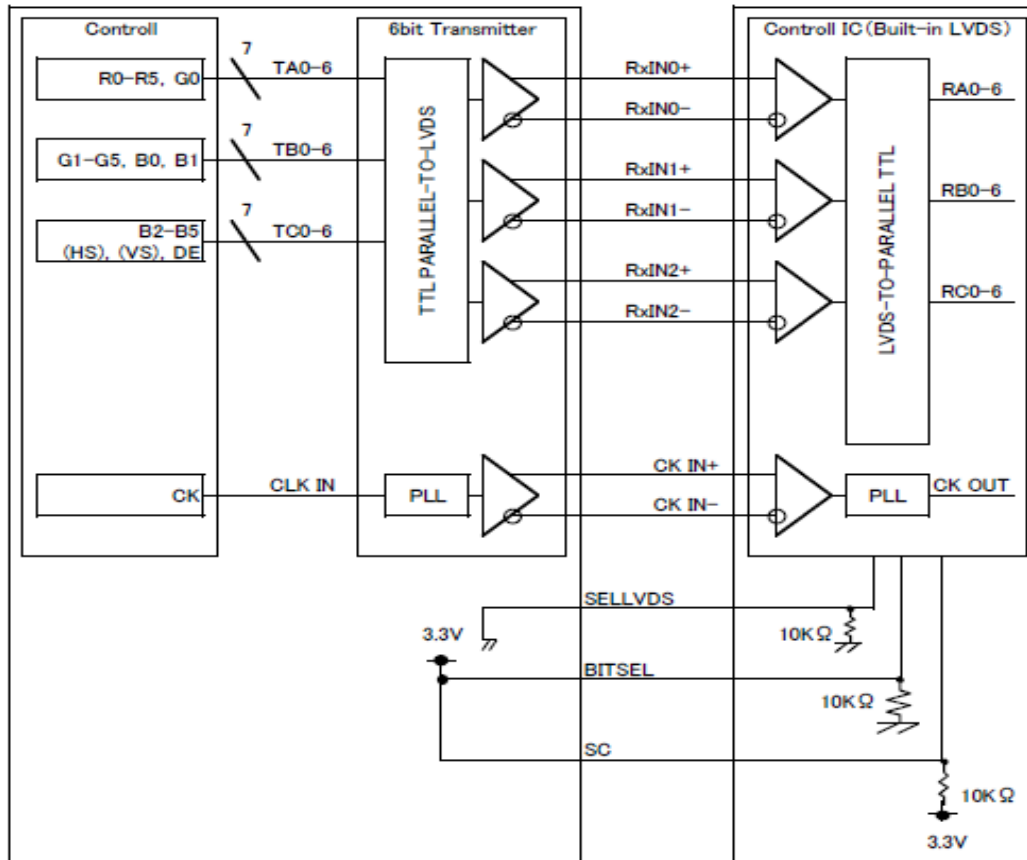 Controll
6bit Transmitter
Controll IC(Built-in LVDS)
R0-R5, G0
7
TA0-6
RxIN0+
RxIN0-
RA0-6
G1-G5, B0, B1
7
TB0-6
RxIN1+
RxIN1-
RB0-6
B2-B5
(HS), (VS), DE
7
TC0-6
RxIN2+
RxIN2-
RC0-6
TTL PARALLEL-TO-LVDS
LVDS-TO-PARALLEL TTL
CK
CLK IN
PLL
CK IN+
CK IN-
PLL
CK OUT
SELLVDS
10KΩ
3.3V
BITSEL
10KΩ
SC
10KΩ
3.3V